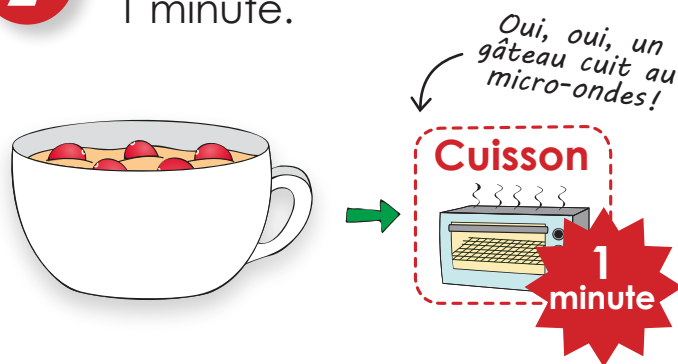 1 minute.
Oui, oui, un
gâteau cuit au
micro-ondes!
Cuisson
1
minute